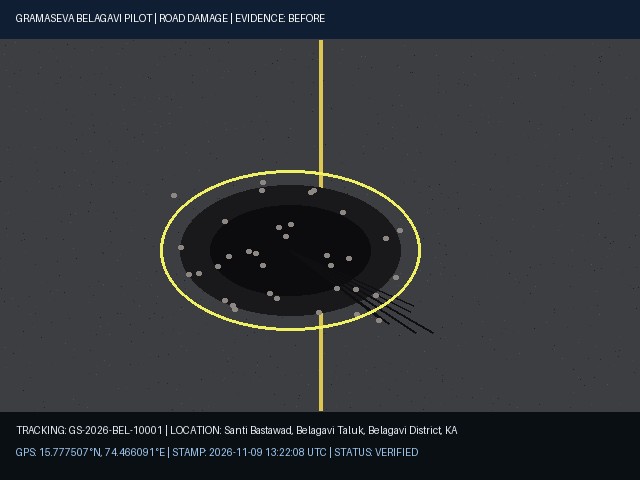 GRAMASEVA BELAGAVI PILOT | ROAD DAMAGE | EVIDENCE: BEFORE
TRACKING: GS-2026-BEL-10001 | LOCATION: Santi Bastawad, Belagavi Taluk, Belagavi District, KA
GPS: 15.777507°N, 74.466091°E | STAMP: 2026-11-09 13:22:08 UTC | STATUS: VERIFIED